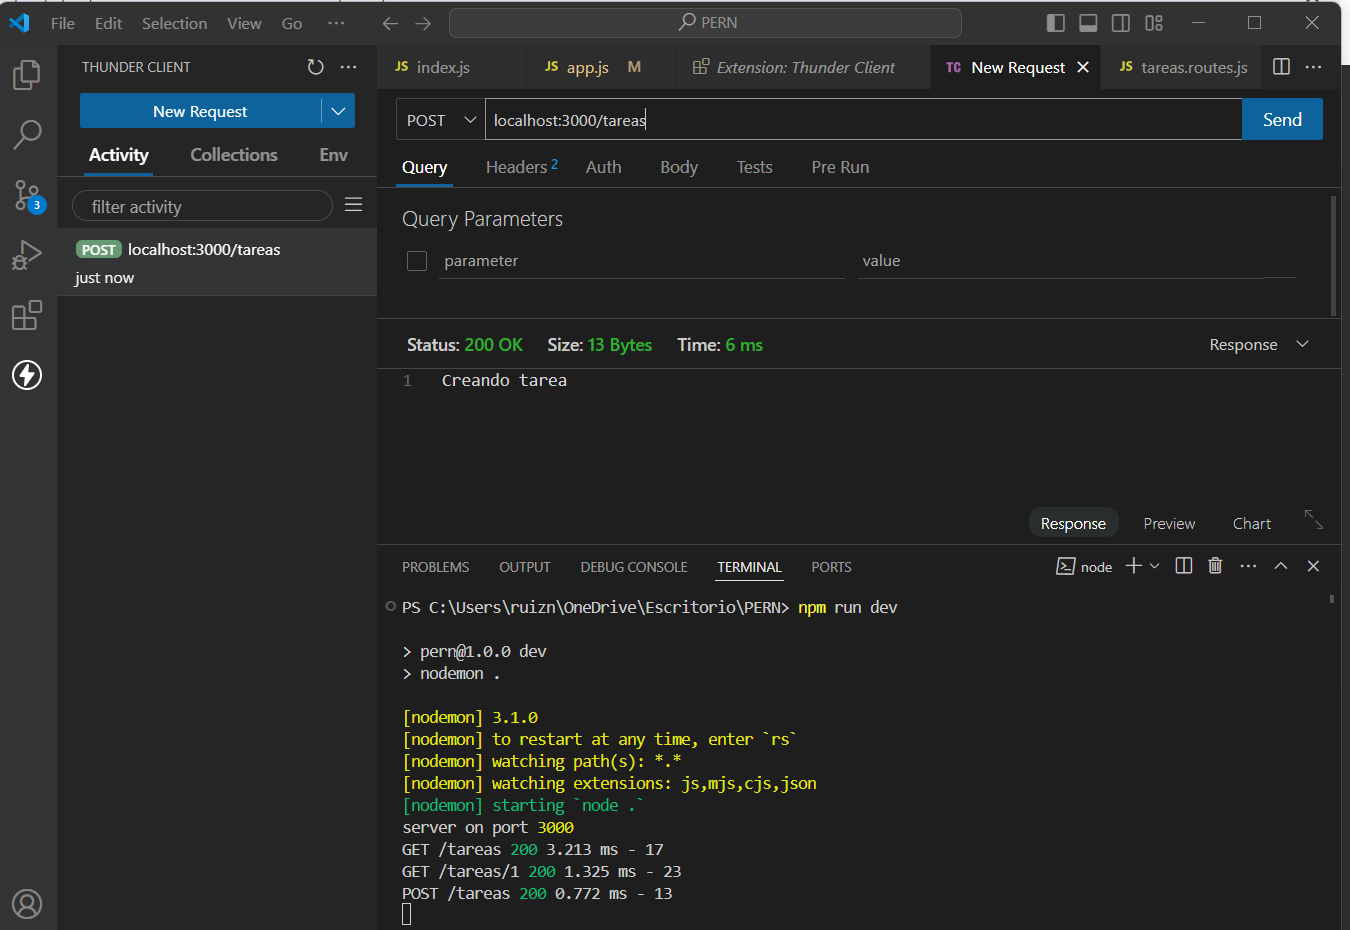 File Edit Selection View Go ··· PERN
THUNDER CLIENT
New Request
Activity Collections Env
filter activity
POST localhost:3000/tareas
just now
3
JS index.js JS app.js M Extension: Thunder Client TC New Request JS tareas.routes.js
POST localhost:3000/tareas Send
Query Headers 2 Auth Body Tests Pre Run
Query Parameters
parameter value
Status: 200 OK Size: 13 Bytes Time: 6 ms Response
1 Creando tarea
Response Preview Chart
PROBLEMS OUTPUT DEBUG CONSOLE TERMINAL PORTS node
PS C:\Users\ruizn\OneDrive\Escritorio\PERN> npm run dev
> pern@1.0.0 dev
> nodemon .
[nodemon] 3.1.0
[nodemon] to restart at any time, enter `rs`
[nodemon] watching path(s): *.*
[nodemon] watching extensions: js,mjs,cjs,json
[nodemon] starting `node .`
server on port 3000
GET /tareas 200 3.213 ms - 17
GET /tareas/1 200 1.325 ms - 23
POST /tareas 200 0.772 ms - 13